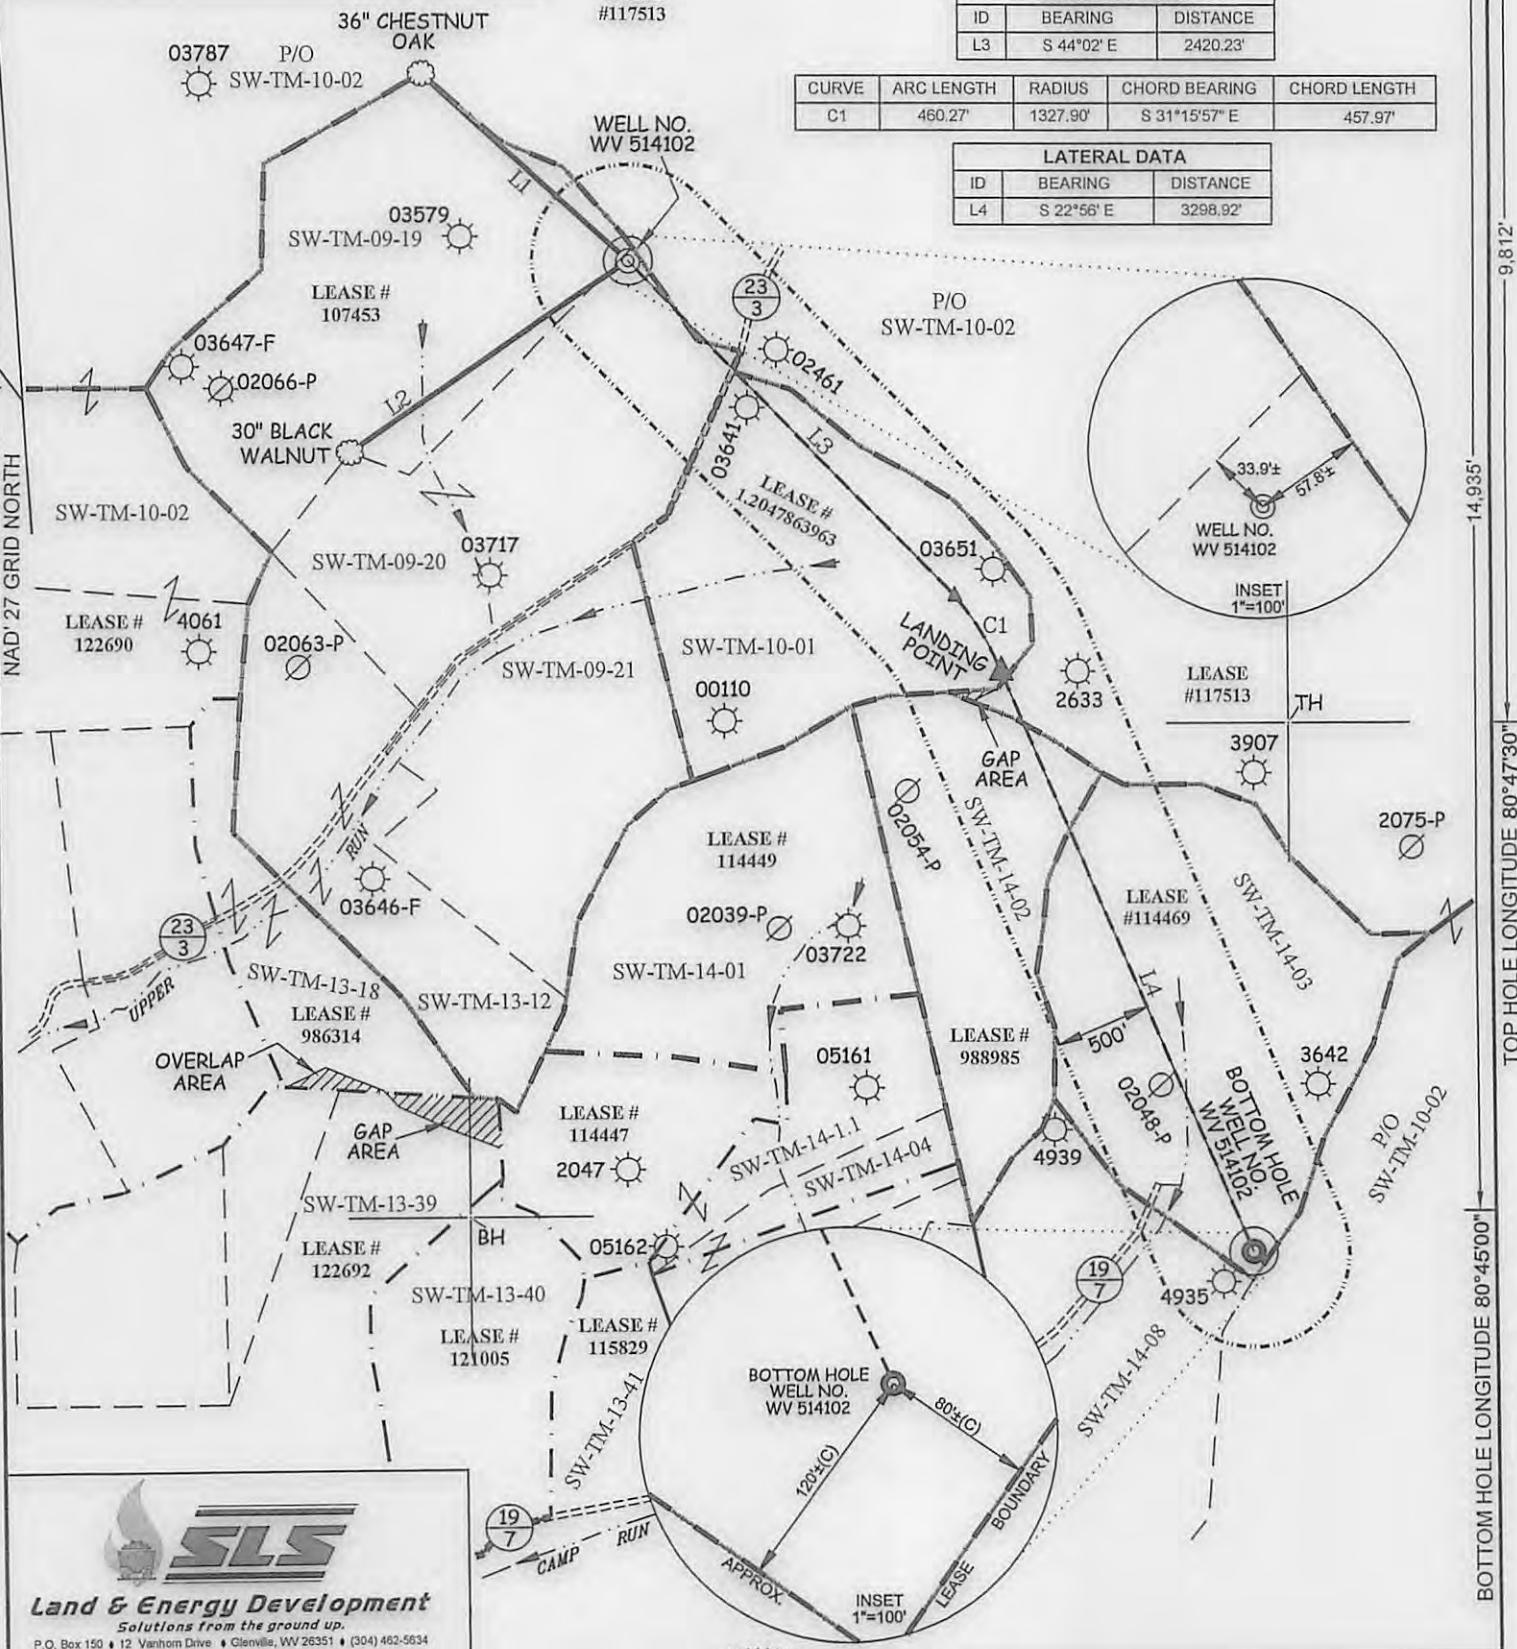 #117513
ID BEARING DISTANCE
L3 S 44°02' E 2420.23'
CURVE ARC LENGTH RADIUS CHORD BEARING CHORD LENGTH
C1 460.27' 1327.90' S 31°15'57" E 457.97'
LATERAL DATA
ID BEARING DISTANCE
L4 S 22°56' E 3298.92'
36" CHESTNUT
OAK
03787
P/O
SW-TM-10-02
WELL NO.
WV 514102
L1
03579
SW-TM-09-19
LEASE #
107453
23
3
P/O
SW-TM-10-02
9,812'
03647-F
02066-P
02461
L2
30" BLACK
WALNUT
03641
L3
LEASE #
1.2047863963
33.9'±
57.8'±
WELL NO.
WV 514102
INSET
1"=100'
14,935'
NAD'27 GRID NORTH
SW-TM-10-02
SW-TM-09-20
03717
03651
LEASE #
122690
4061
02063-P
C1
LANDING
POINT
SW-TM-09-21
SW-TM-10-01
00110
2633
LEASE
#117513
TH
GAP
AREA
3907
TOP HOLE LONGITUDE 80°47'30"
2075-P
RUN
03646-F
LEASE #
114449
02054-P
SW-TM-14-02
LEASE
#114469
SW-TM-14-03
23
3
02039-P
03722
SW-TM-14-01
UPPER
SW-TM-13-18
SW-TM-13-12
LEASE #
986314
L4
OVERLAP
AREA
GAP
AREA
05161
LEASE #
988985
500'
02048-P
3642
BOTTOM HOLE
WELL NO.
WV 514102
P/O
SW-TM-10-02
LEASE #
114447
2047
SW-TM-14-1.1
SW-TM-14-04
4939
SW-TM-13-39
BH
LEASE #
122692
05162
SW-TM-13-40
LEASE #
121005
LEASE #
115829
SW-TM-13-41
19
7
4935
SW-TM-14-08
BOTTOM HOLE LONGITUDE 80°45'00"
BOTTOM HOLE
WELL NO.
WV 514102
80'±(C)
120'±(C)
LEASE BOUNDARY
APPROX.
INSET
1"=100'
19
7
CAMP RUN
SLS
Land & Energy Development
Solutions from the ground up.
P.O. Box 150 ♦ 12 Vanhorn Drive ♦ Glenville, WV 26351 ♦ (304) 462-5634